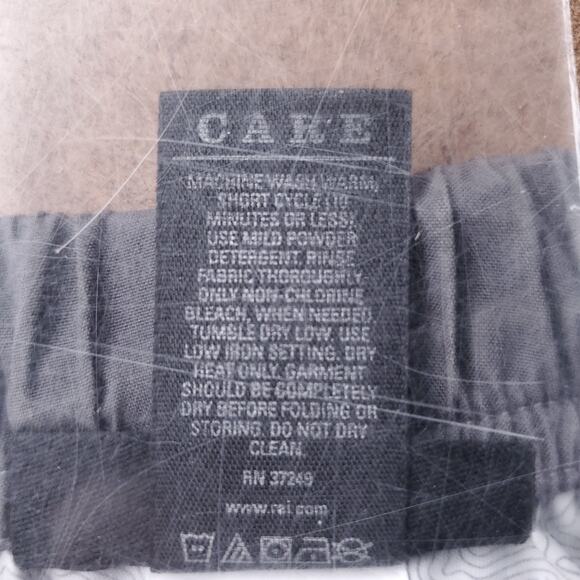 CARE
MACHINE WASH WARM,
SHORT CYCLE (10
MINUTES OR LESS).
USE MILD POWDER
DETERGENT. RINSE
FABRIC THOROUGHLY.
ONLY NON-CHLORINE
BLEACH, WHEN NEEDED.
TUMBLE DRY LOW. USE
LOW IRON SETTING, DRY
HEAT ONLY. GARMENT
SHOULD BE COMPLETELY
DRY BEFORE FOLDING OR
STORING. DO NOT DRY
CLEAN.
RN 37249
www.rei.com